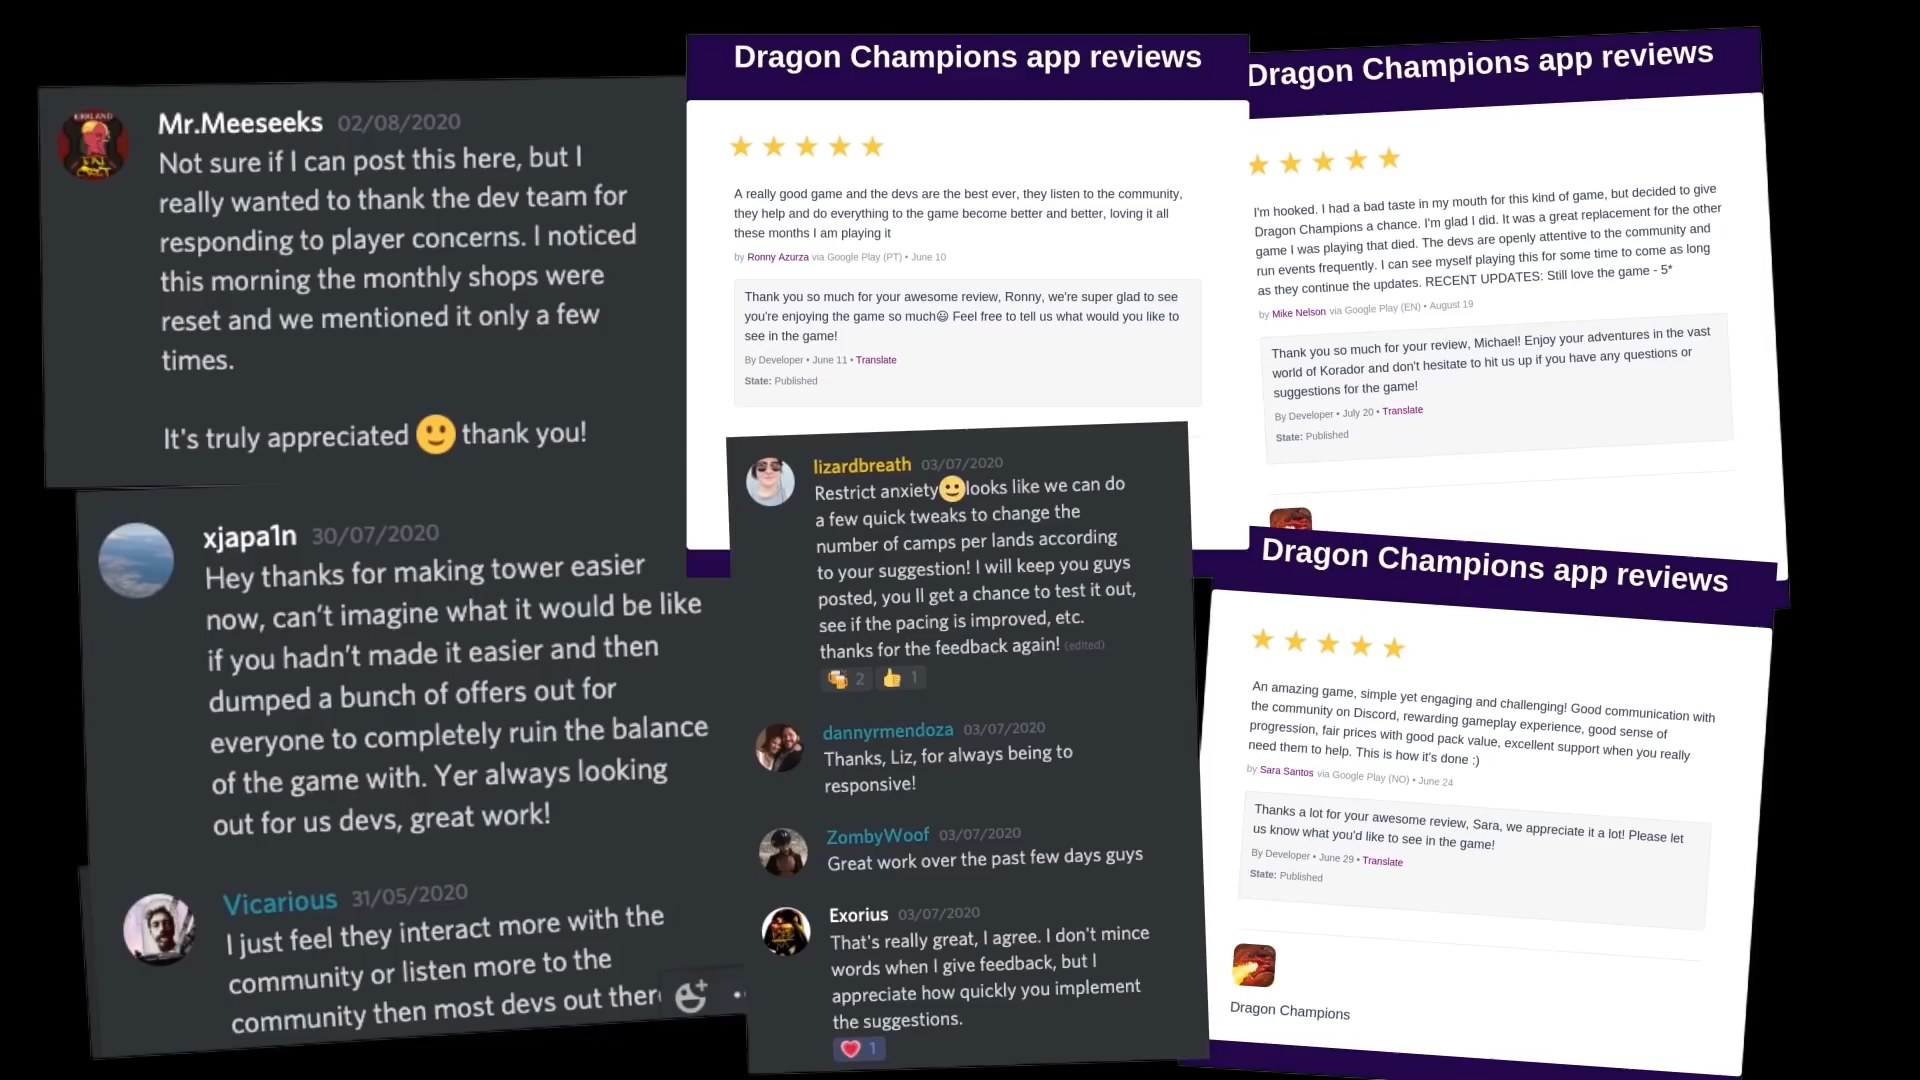 Mr.Meeseeks 02/08/2020
Not sure if I can post this here, but I
really wanted to thank the dev team for
responding to player concerns. I noticed
this morning the monthly shops were
reset and we mentioned it only a few
times.
It's truly appreciated 🙂 thank you!
xjapa1n 30/07/2020
Hey thanks for making tower easier
now, can't imagine what it would be like
if you hadn't made it easier and then
dumped a bunch of offers out for
everyone to completely ruin the balance
of the game with. Yer always looking
out for us devs, great work!
Vicarious 31/05/2020
I just feel they interact more with the
community or listen more to the
community then most devs out there
Dragon Champions app reviews
A really good game and the devs are the best ever, they listen to the community,
they help and do everything to the game become better and better, loving it all
these months I am playing it
by Ronny Azurza via Google Play (PT) • June 10
Thank you so much for your awesome review, Ronny, we're super glad to see
you're enjoying the game so much😃 Feel free to tell us what would you like to
see in the game!
By Developer • June 11 • Translate
State: Published
lizardbreath 03/07/2020
Restrict anxiety🙂looks like we can do
a few quick tweaks to change the
number of camps per lands according
to your suggestion! I will keep you guys
posted, you ll get a chance to test it out,
see if the pacing is improved, etc.
thanks for the feedback again! (edited)
🍻 2 👍 1
dannyrmendoza 03/07/2020
Thanks, Liz, for always being to
responsive!
ZombyWoof 03/07/2020
Great work over the past few days guys
Exorius 03/07/2020
That's really great, I agree. I don't mince
words when I give feedback, but I
appreciate how quickly you implement
the suggestions.
❤️ 1
Dragon Champions app reviews
I'm hooked. I had a bad taste in my mouth for this kind of game, but decided to give
Dragon Champions a chance. I'm glad I did. It was a great replacement for the other
game I was playing that died. The devs are openly attentive to the community and
run events frequently. I can see myself playing this for some time to come as long
as they continue the updates. RECENT UPDATES: Still love the game - 5*
by Mike Nelson via Google Play (EN) • August 19
Thank you so much for your review, Michael! Enjoy your adventures in the vast
world of Korador and don't hesitate to hit us up if you have any questions or
suggestions for the game!
By Developer • July 20 • Translate
State: Published
Dragon Champions app reviews
An amazing game, simple yet engaging and challenging! Good communication with
the community on Discord, rewarding gameplay experience, good sense of
progression, fair prices with good pack value, excellent support when you really
need them to help. This is how it's done :)
by Sara Santos via Google Play (NO) • June 24
Thanks a lot for your awesome review, Sara, we appreciate it a lot! Please let
us know what you'd like to see in the game!
By Developer • June 29 • Translate
State: Published
Dragon Champions